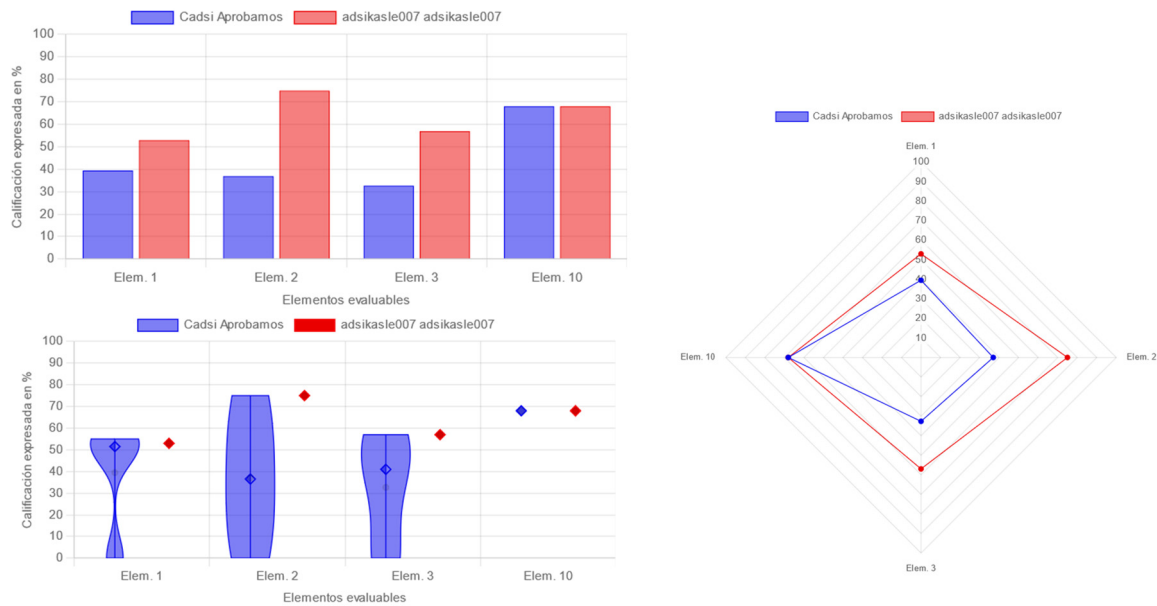 Cadsi Aprobamos adsikasle007 adsikasle007
Calificación expresada en %
100
90
80
70
60
50
40
30
20
10
0
Elem. 1 Elem. 2 Elem. 3 Elem. 10
Elementos evaluables
Cadsi Aprobamos adsikasle007 adsikasle007
Calificación expresada en %
100
90
80
70
60
50
40
30
20
10
0
Elem. 1 Elem. 2 Elem. 3 Elem. 10
Elementos evaluables
Cadsi Aprobamos adsikasle007 adsikasle007
Elem. 1
100
90
80
70
60
50
40
30
20
10
Elem. 10 Elem. 2
Elem. 3